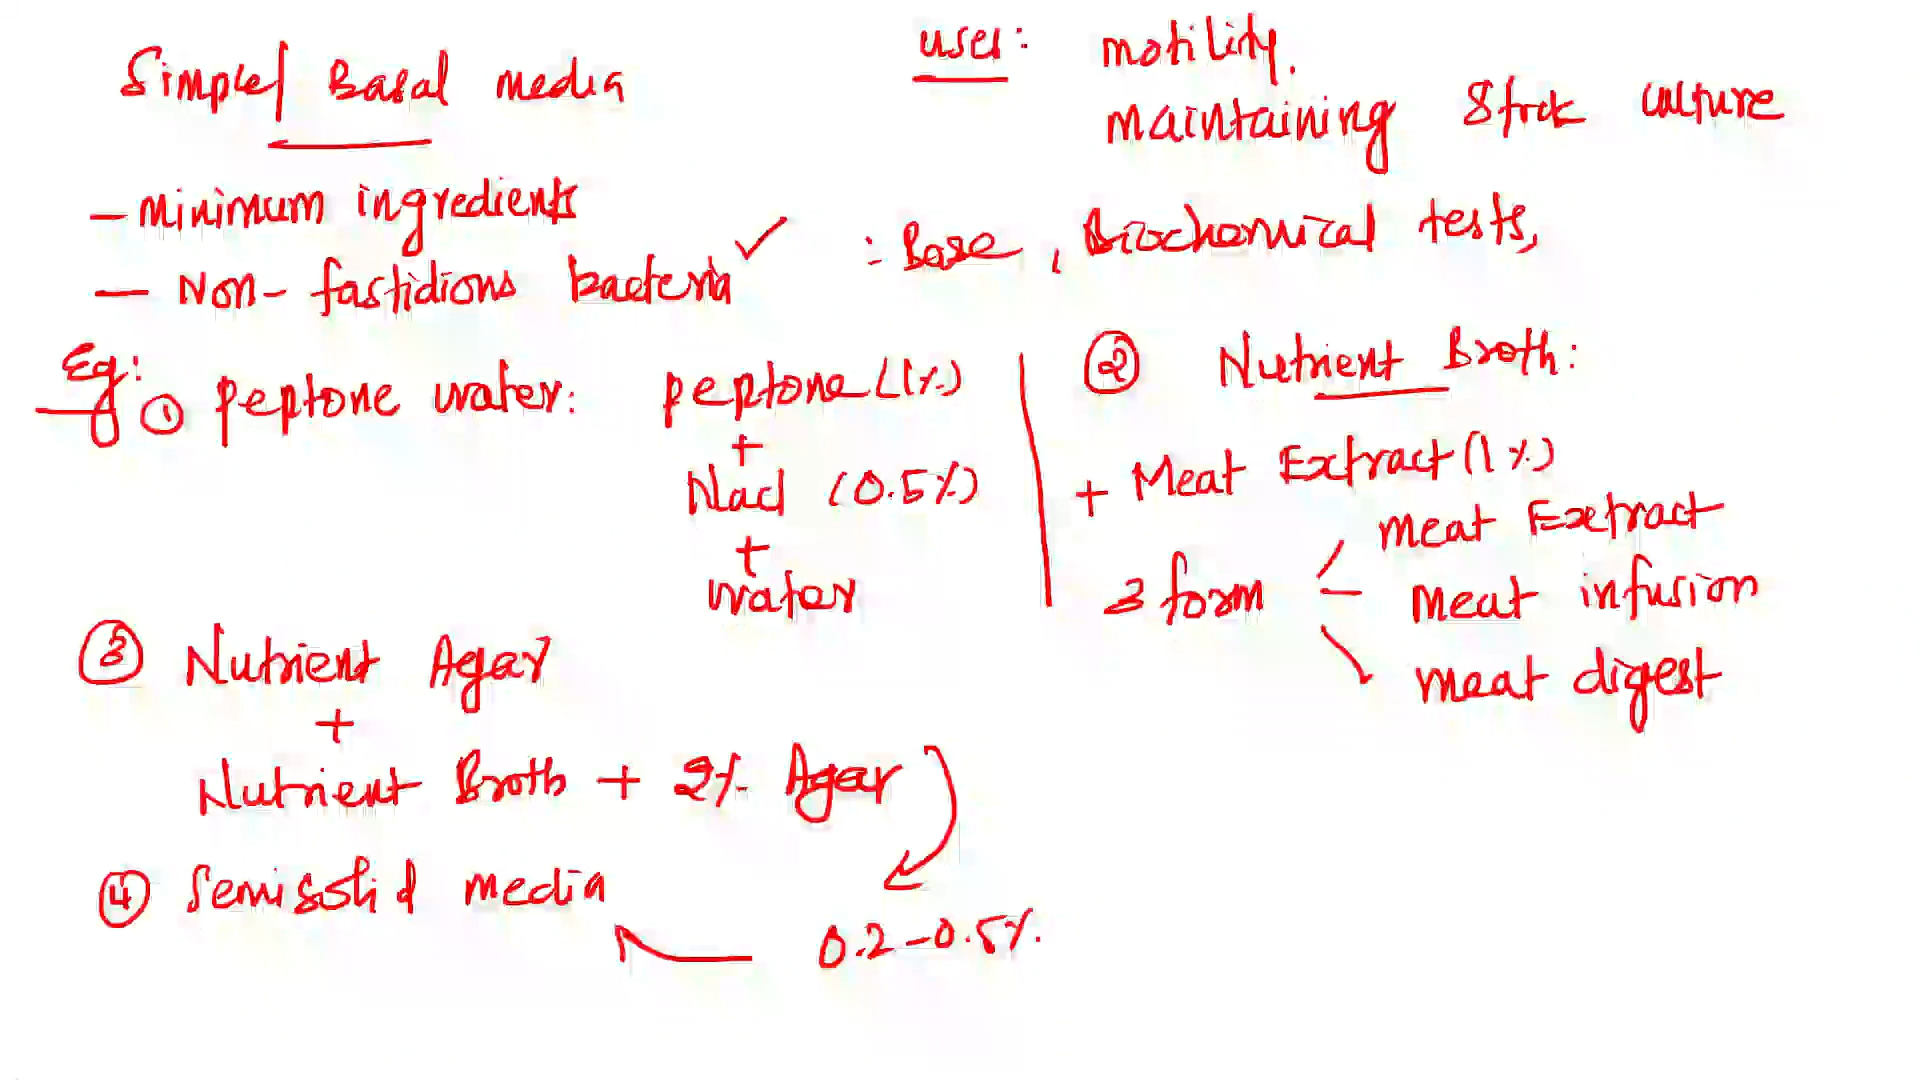 Simple/ Basal media
uses: motility.
maintaining Stock culture
: Base, Biochemical tests,
- Minimum ingredients
- Non-fastidious bacteria ✓
Eg:
① Peptone water: Peptone (1%)
+
Nacl (0.5%)
+
water
② Nutrient Broth:
+ Meat Extract (1%)
3 form
Meat Extract
Meat infusion
Meat digest
③ Nutrient Agar
+
Nutrient Broth + 2% Agar
④ Semisolid media
0.2-0.5%.